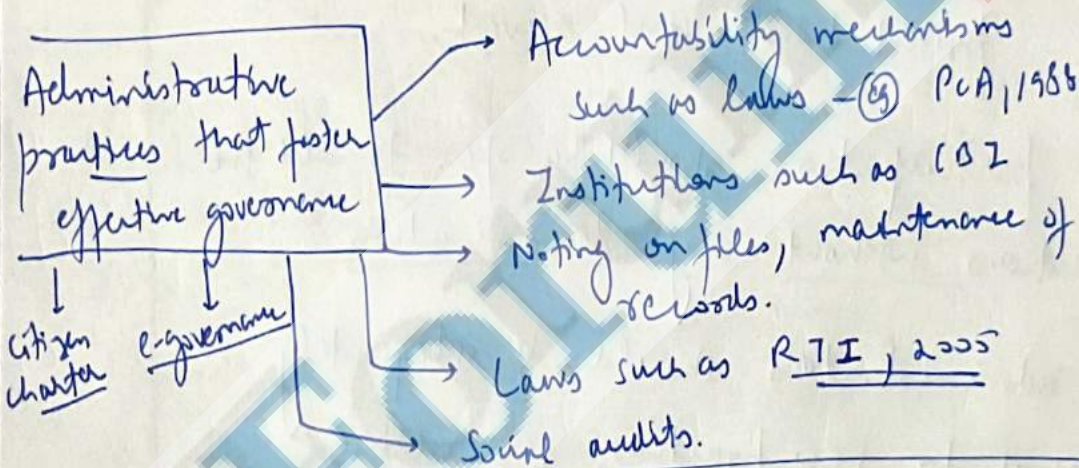 Administrative
practices that foster
effective governance
Accountability mechanisms
such as laws - eg PCA, 1988
Institutions such as CBI
Noting on files, maintenance of
records.
Laws such as RTI, 2005
Social audits.
citizen
charter
e-governance
FORUM